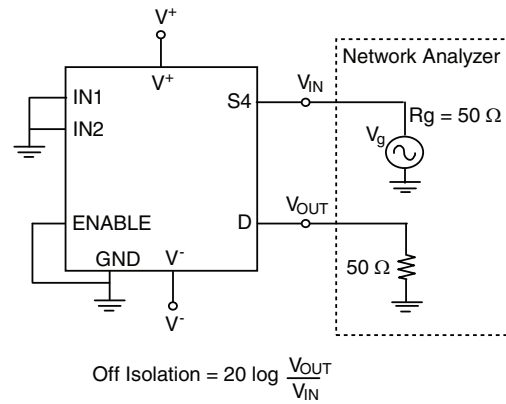 V+
Network Analyzer
V+
IN1
IN2
S4
VIN
Rg = 50 Ω
Vg
ENABLE
D
VOUT
GND
V-
50 Ω
V-
Off Isolation = 20 log VOUT
VIN